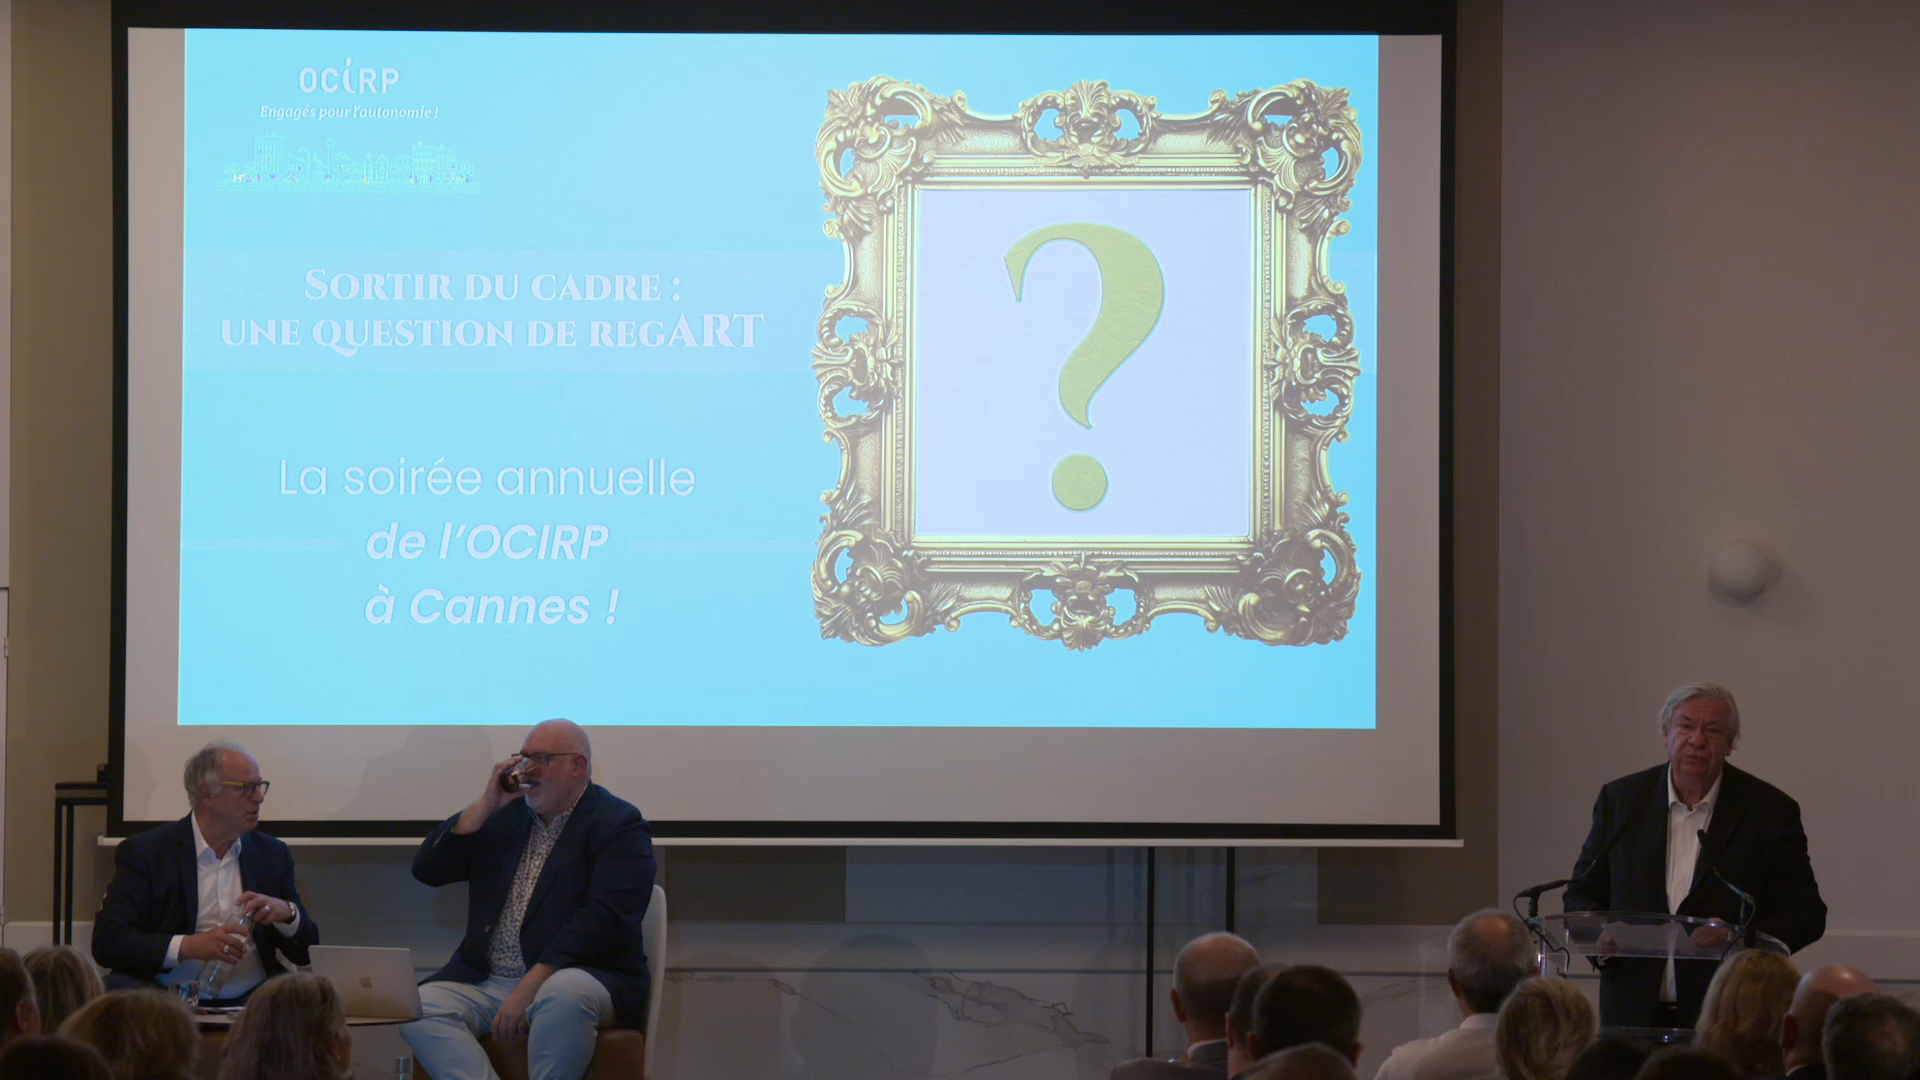 OCiRP
Engagés pour l'autonomie !
SORTIR DU CADRE :
UNE QUESTION DE REGART
La soirée annuelle
de l'OCIRP
à Cannes !
?